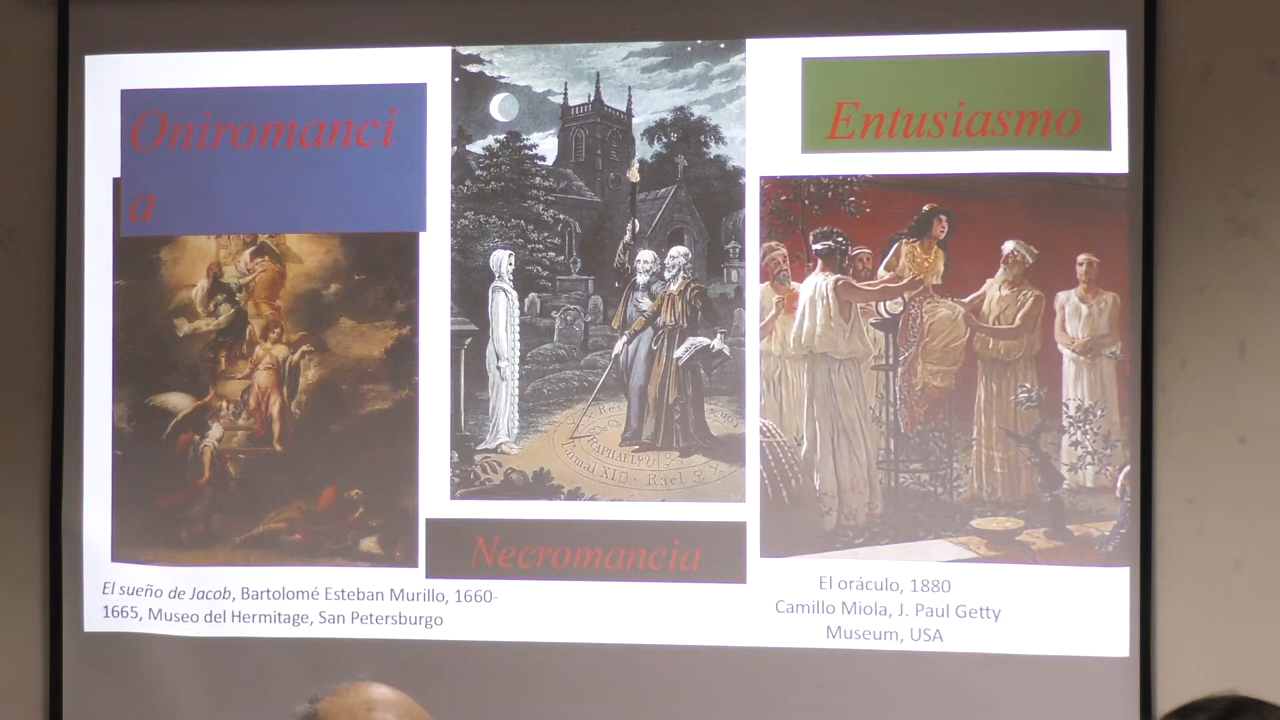 Oniromanci
a
Entusiasmo
RAPHAEL
Rael
Necromancia
El sueño de Jacob, Bartolomé Esteban Murillo, 1660-
1665, Museo del Hermitage, San Petersburgo
El oráculo, 1880
Camillo Miola, J. Paul Getty
Museum, USA